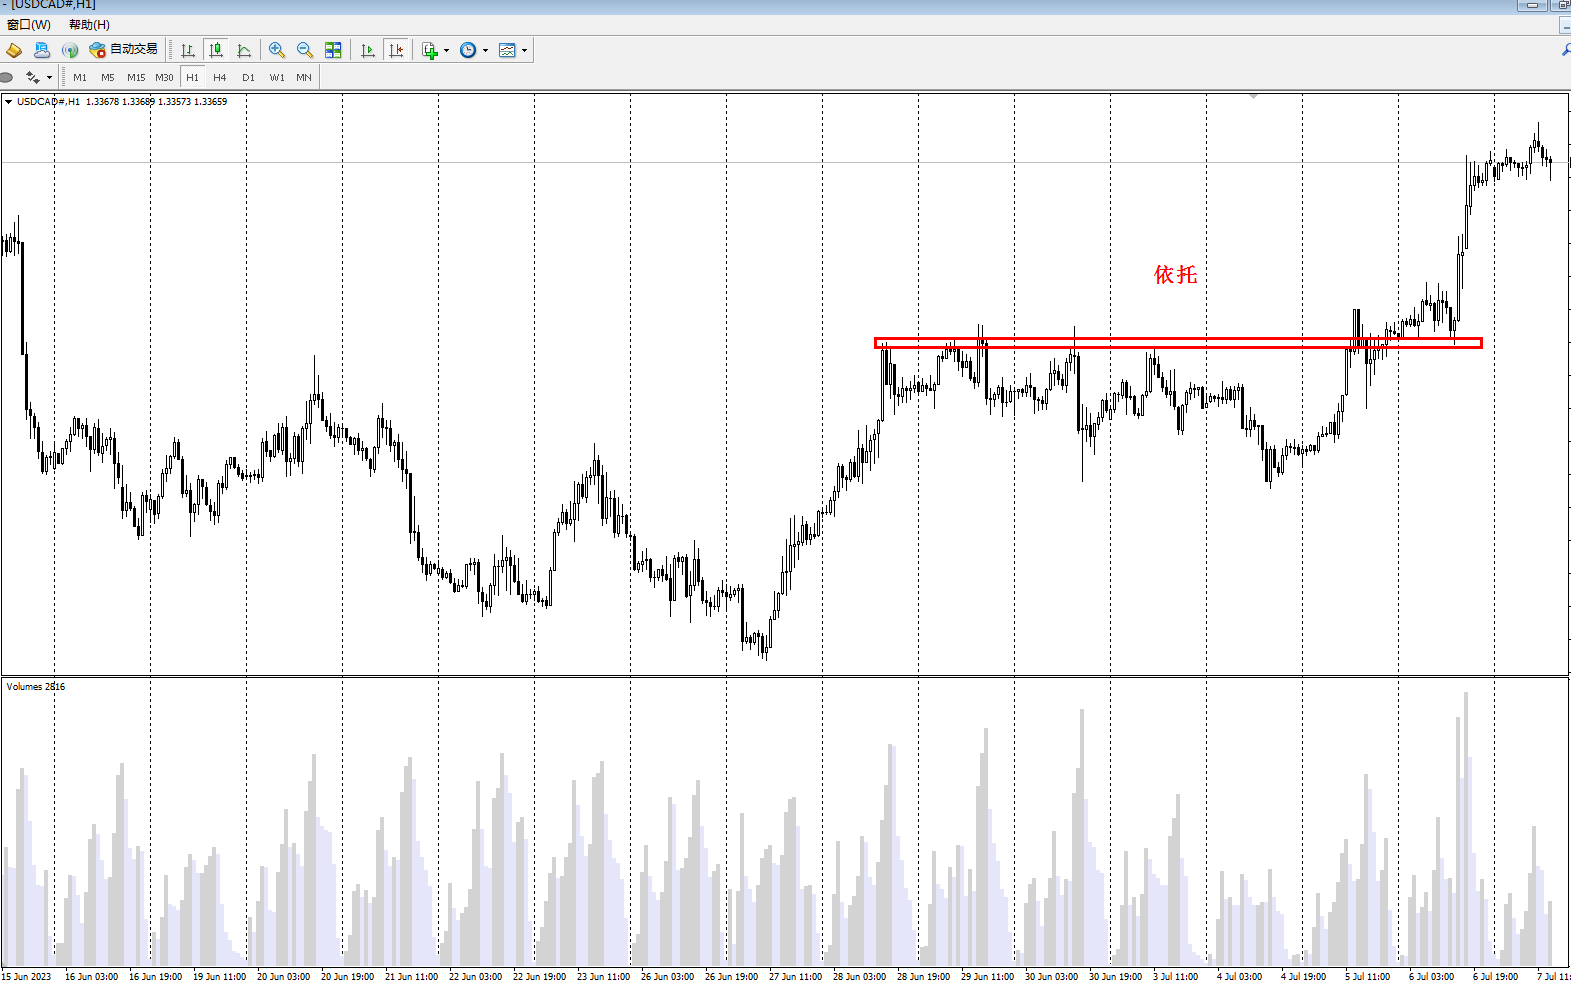 - [USDCAD#,H1]
窗口(W) 帮助(H)
自动交易
M1 M5 M15 M30 H1 H4 D1 W1 MN
USDCAD#,H1 1.33678 1.33689 1.33573 1.33659
依托
Volumes 2816
15 Jun 2023 16 Jun 03:00 16 Jun 19:00 19 Jun 11:00 20 Jun 03:00 20 Jun 19:00 21 Jun 11:00 22 Jun 03:00 22 Jun 19:00 23 Jun 11:00 26 Jun 03:00 26 Jun 19:00 27 Jun 11:00 28 Jun 03:00 28 Jun 19:00 29 Jun 11:00 30 Jun 03:00 30 Jun 19:00 3 Jul 11:00 4 Jul 03:00 4 Jul 19:00 5 Jul 11:00 6 Jul 03:00 6 Jul 19:00 7 Jul 11: